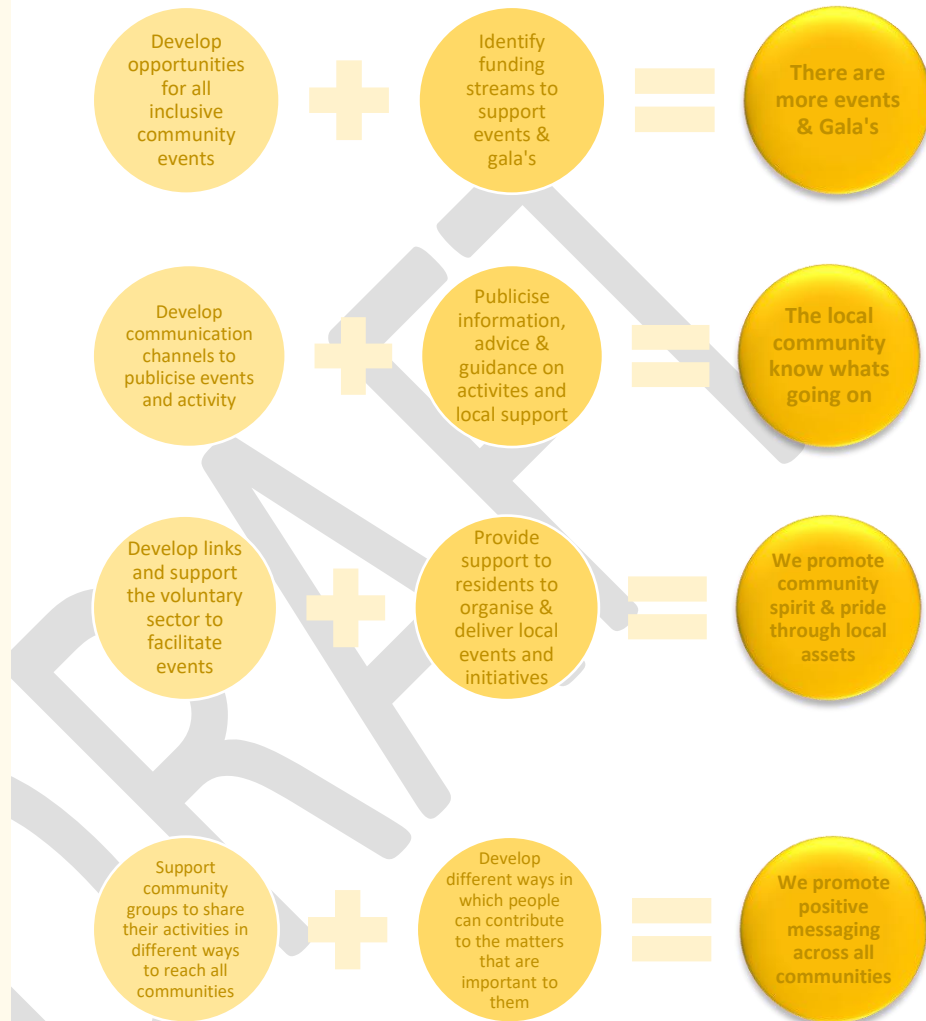 Develop
opportunities
for all
inclusive
community
events
Identify
funding
streams to
support
events &
gala's
There are
more events
& Gala's
Develop
communication
channels to
publicise events
and activity
Publicise
information,
advice &
guidance on
activites and
local support
The local
community
know whats
going on
Develop links
and support
the voluntary
sector to
facilitate
events
Provide
support to
residents to
organise &
deliver local
events and
initiatives
We promote
community
spirit & pride
through local
assets
Support
community
groups to share
their activities in
different ways
to reach all
communities
Develop
different ways in
which people
can contribute
to the matters
that are
important to
them
We promote
positive
messaging
across all
communities
DRAFT